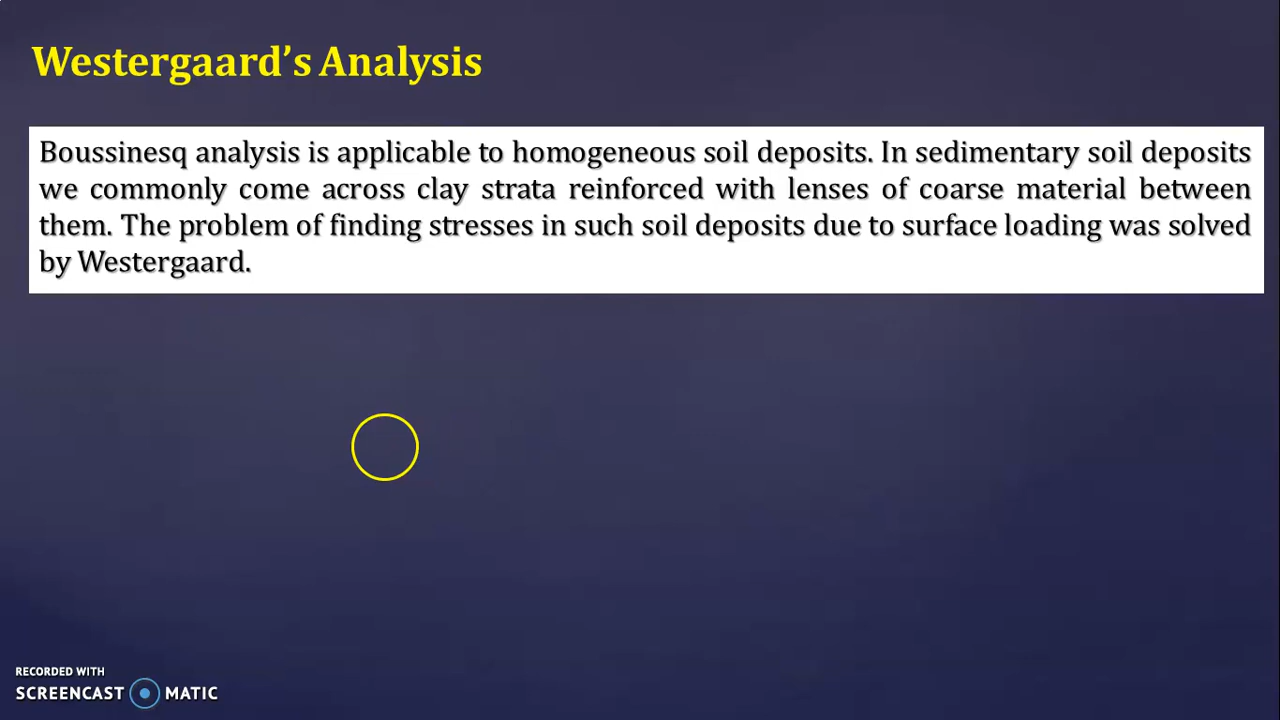 Westergaard’s Analysis
Boussinesq analysis is applicable to homogeneous soil deposits. In sedimentary soil deposits
we commonly come across clay strata reinforced with lenses of coarse material between
them. The problem of finding stresses in such soil deposits due to surface loading was solved
by Westergaard.
RECORDED WITH
SCREENCAST MATIC